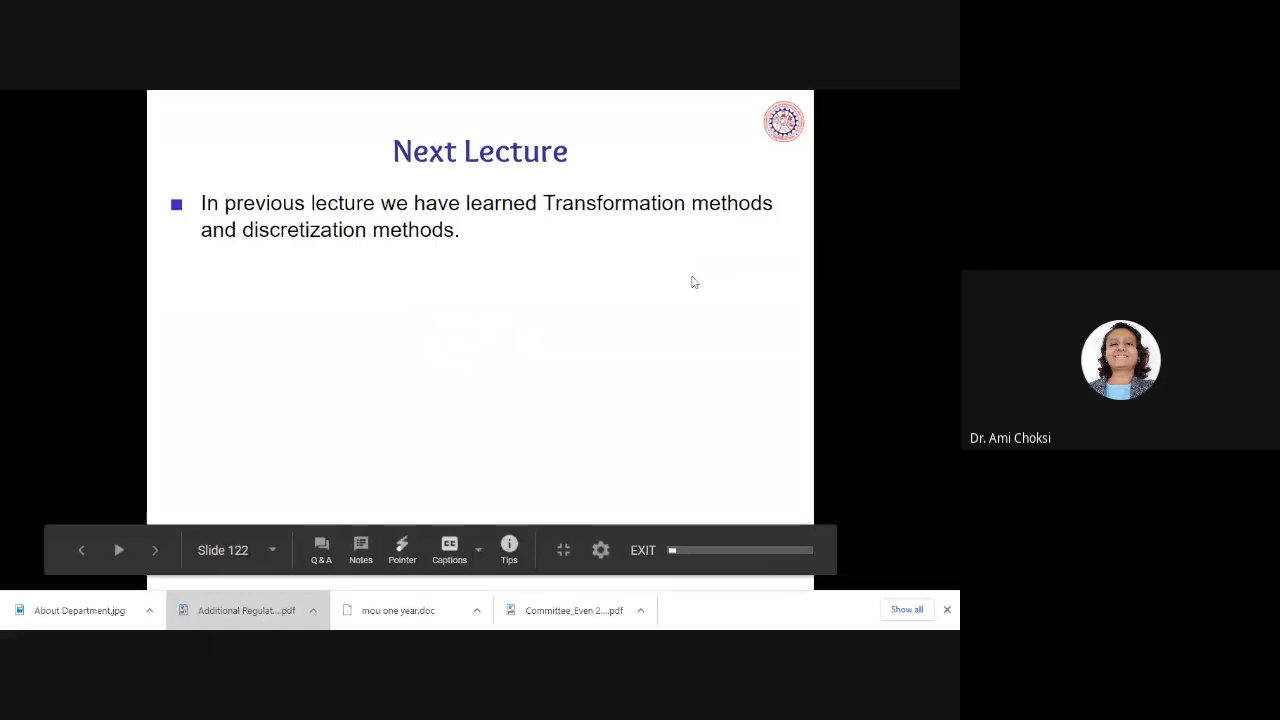 Next Lecture
In previous lecture we have learned Transformation methods
and discretization methods.
Dr. Ami Choksi
Slide 122
Q & A
Notes
Pointer
CC
Captions
Tips
EXIT
About Department.jpg
Additional Regulat....pdf
mou one year.doc
Committee_Even 2....pdf
Show all